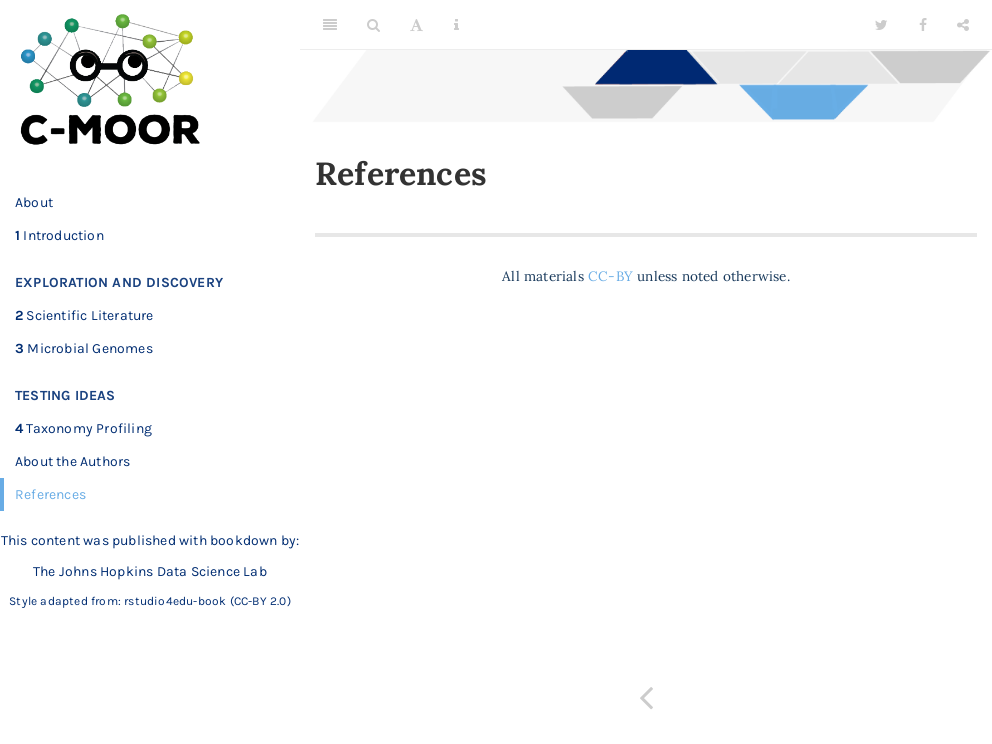 C-MOOR
About
1 Introduction
EXPLORATION AND DISCOVERY
2 Scientific Literature
3 Microbial Genomes
TESTING IDEAS
4 Taxonomy Profiling
About the Authors
References
This content was published with bookdown by:
The Johns Hopkins Data Science Lab
Style adapted from: rstudio4edu-book (CC-BY 2.0)
A
References
All materials CC-BY unless noted otherwise.